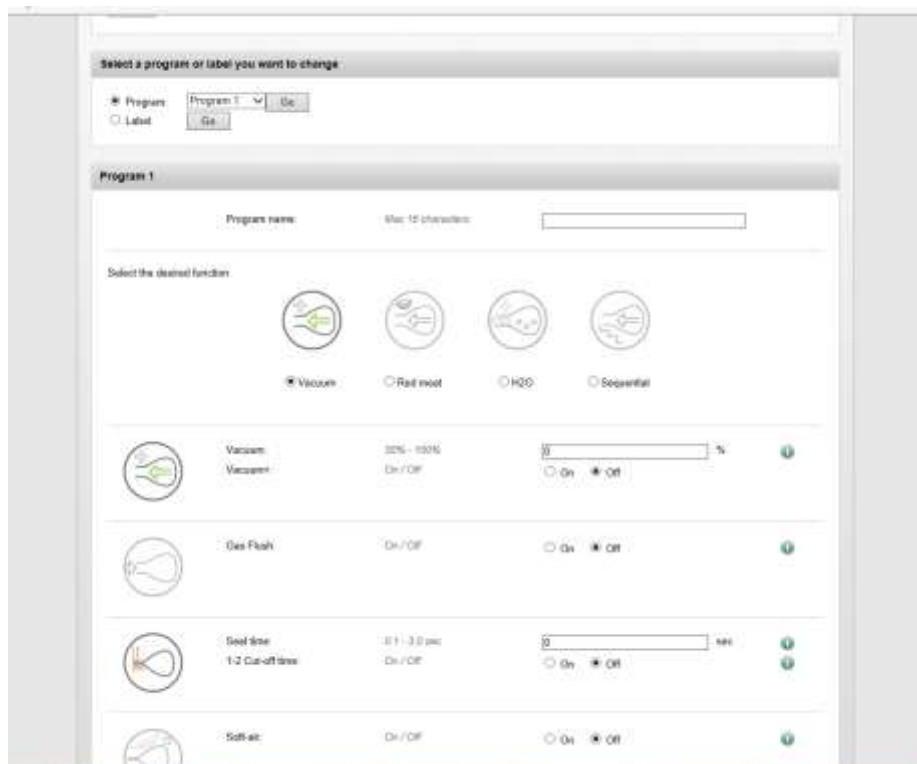 Select a program or label you want to change
Program Program 1 Go
Label Go
Program 1
Program name Max 16 characters
Select the desired function
Vacuum Red meat H2O Sequential
Vacuum 30% - 100% 0 %
Vacuum+ On / Off On Off
Gas Flush On / Off On Off
Seal time 0.1 - 3.0 sec 0 sec
1-2 Cut-off time On / Off On Off
Soft-air On / Off On Off